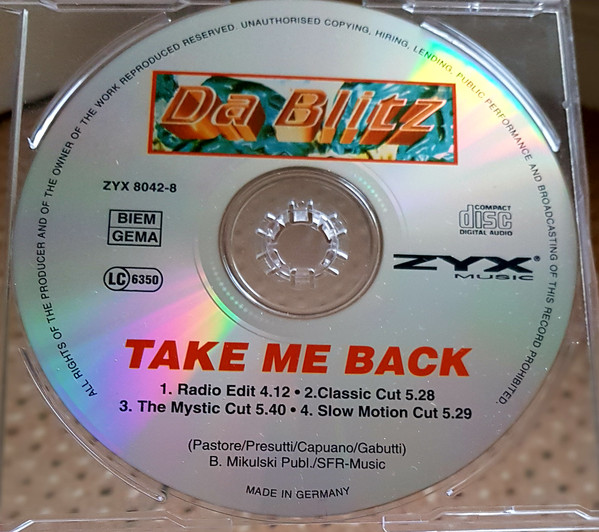 ALL RIGHTS OF THE PRODUCER AND OF THE OWNER OF THE WORK REPRODUCED RESERVED. UNAUTHORISED COPYING, HIRING, LENDING, PUBLIC PERFORMANCE AND BROADCASTING OF THIS RECORD PROHIBITED.
Da Blitz
ZYX 8042-8
BIEM
GEMA
LC 6350
COMPACT
disc
DIGITAL AUDIO
ZYX®
MUSIC
TAKE ME BACK
1. Radio Edit 4.12 • 2.Classic Cut 5.28
3. The Mystic Cut 5.40 • 4. Slow Motion Cut 5.29
(Pastore/Presutti/Capuano/Gabutti)
B. Mikulski Publ./SFR-Music
MADE IN GERMANY